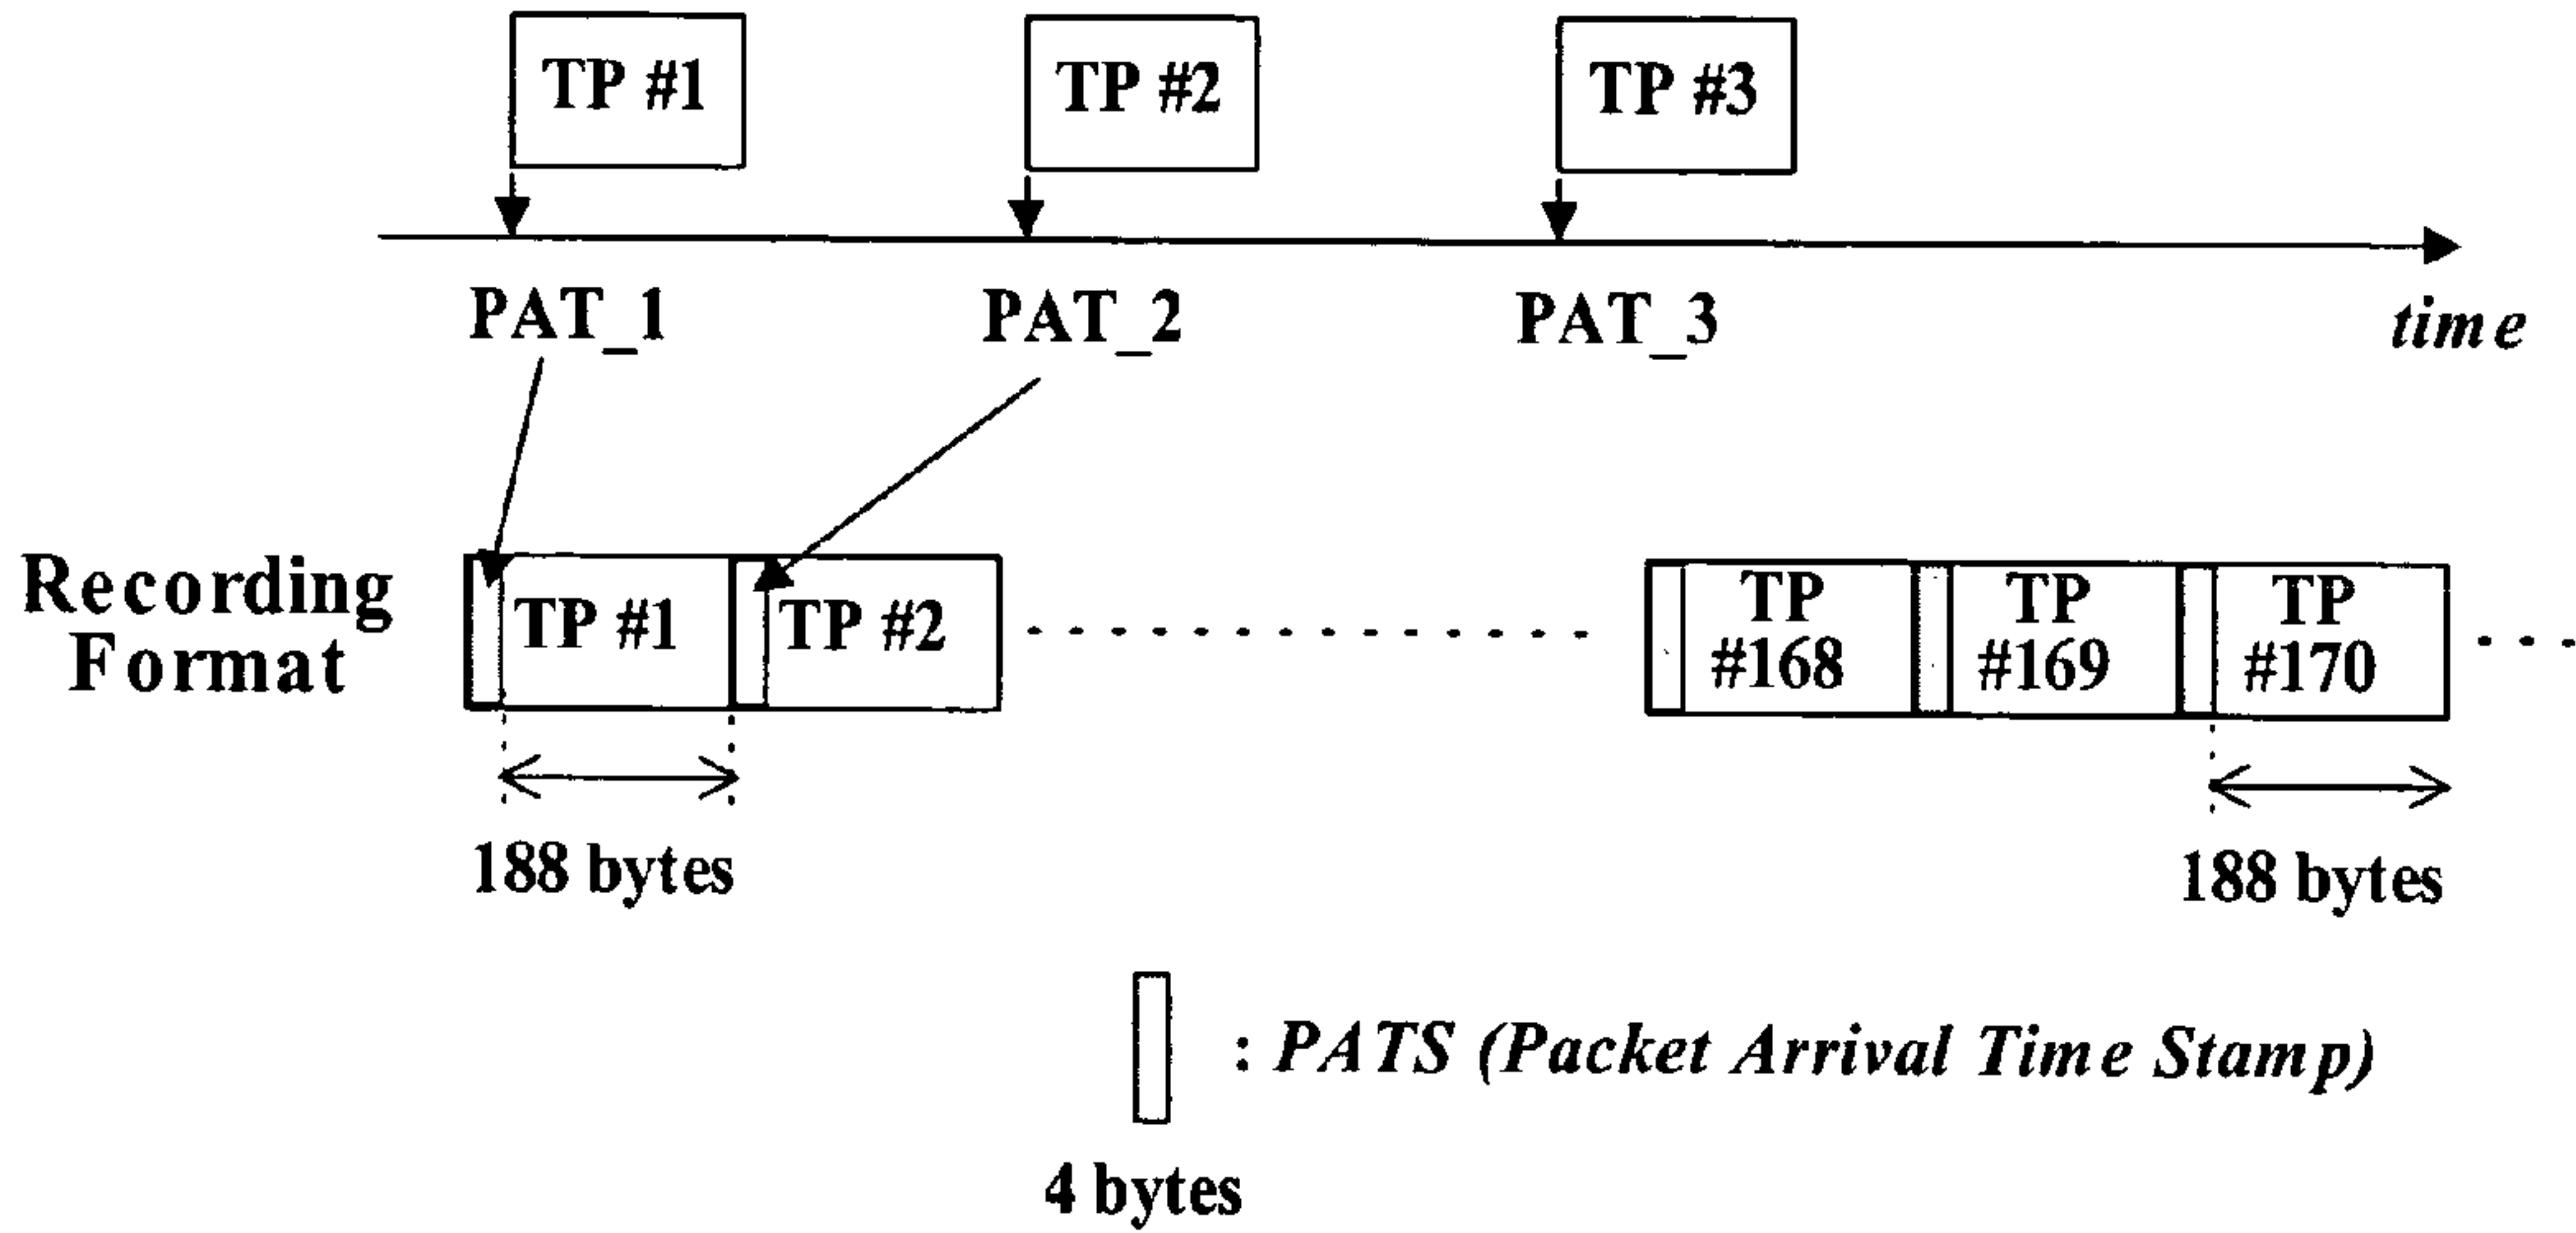 TP #1
TP #2
TP #3
PAT_1
PAT_2
PAT_3
time
Recording
Format
TP #1
TP #2
TP
#168
TP
#169
TP
#170
188 bytes
188 bytes
: PATS (Packet Arrival Time Stamp)
4 bytes